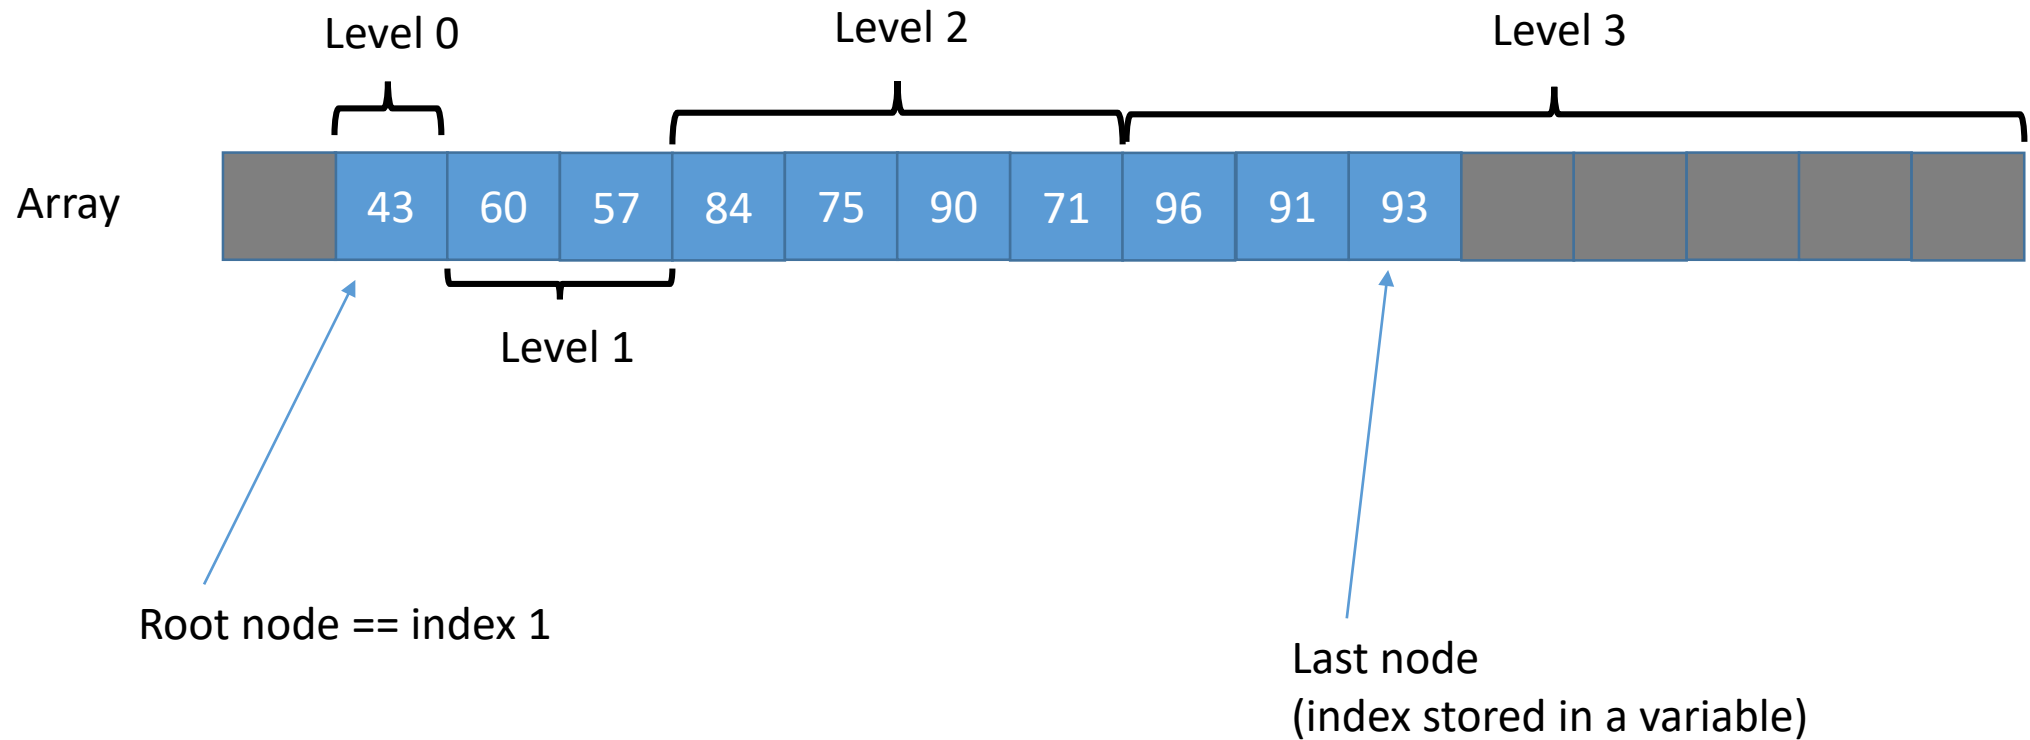 Level 0
Level 2
Level 3
Array
43 60 57 84 75 90 71 96 91 93
Level 1
Root node == index 1
Last node
(index stored in a variable)